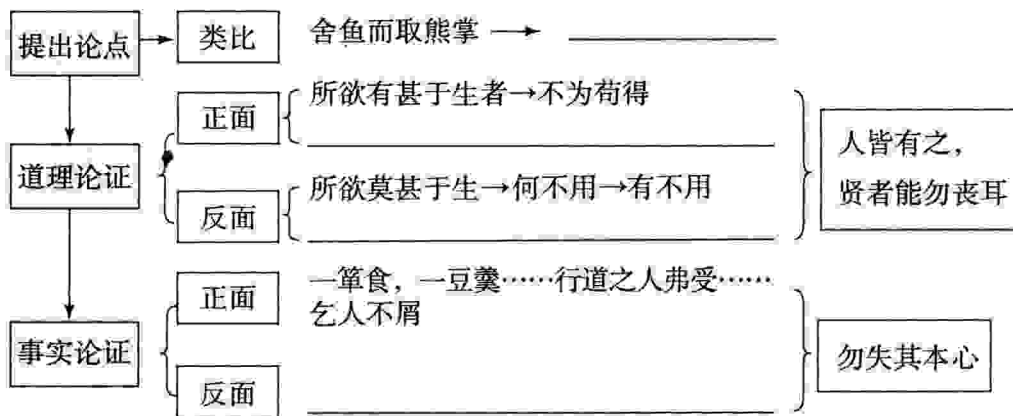 提出论点 → 类比 舍鱼而取熊掌 →
正面 所欲有甚于生者→不为苟得
道理论证
反面 所欲莫甚于生→何不用→有不用
人皆有之，
贤者能勿丧耳
正面 一箪食，一豆羹……行道之人弗受……
乞人不屑
事实论证
反面
勿失其本心